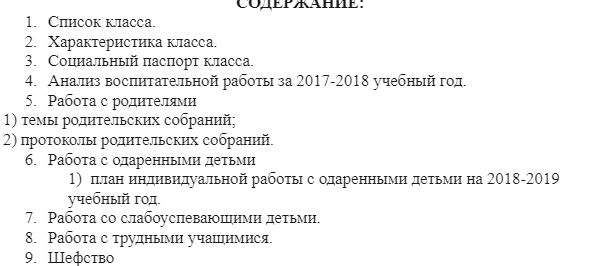 СОДЕРЖАНИЕ:
1. Список класса.
2. Характеристика класса.
3. Социальный паспорт класса.
4. Анализ воспитательной работы за 2017-2018 учебный год.
5. Работа с родителями
1) темы родительских собраний;
2) протоколы родительских собраний.
6. Работа с одаренными детьми
1) план индивидуальной работы с одаренными детьми на 2018-2019
учебный год.
7. Работа со слабоуспевающими детьми.
8. Работа с трудными учащимися.
9. Шефство